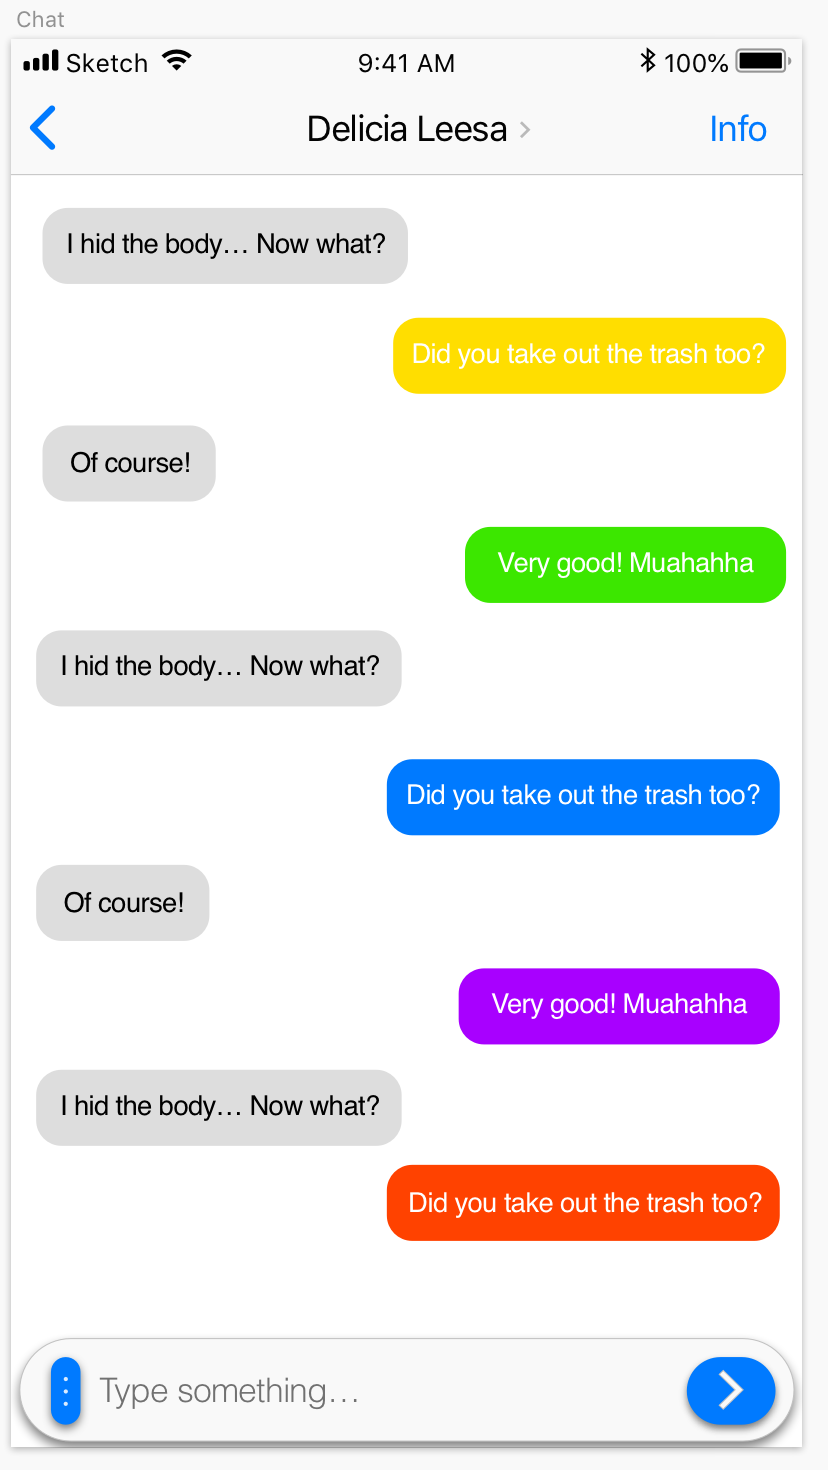 Chat
Sketch 9:41 AM 100%
Delicia Leesa
Info
I hid the body... Now what?
Did you take out the trash too?
Of course!
Very good! Muahahha
I hid the body... Now what?
Did you take out the trash too?
Of course!
Very good! Muahahha
I hid the body... Now what?
Did you take out the trash too?
Type something...